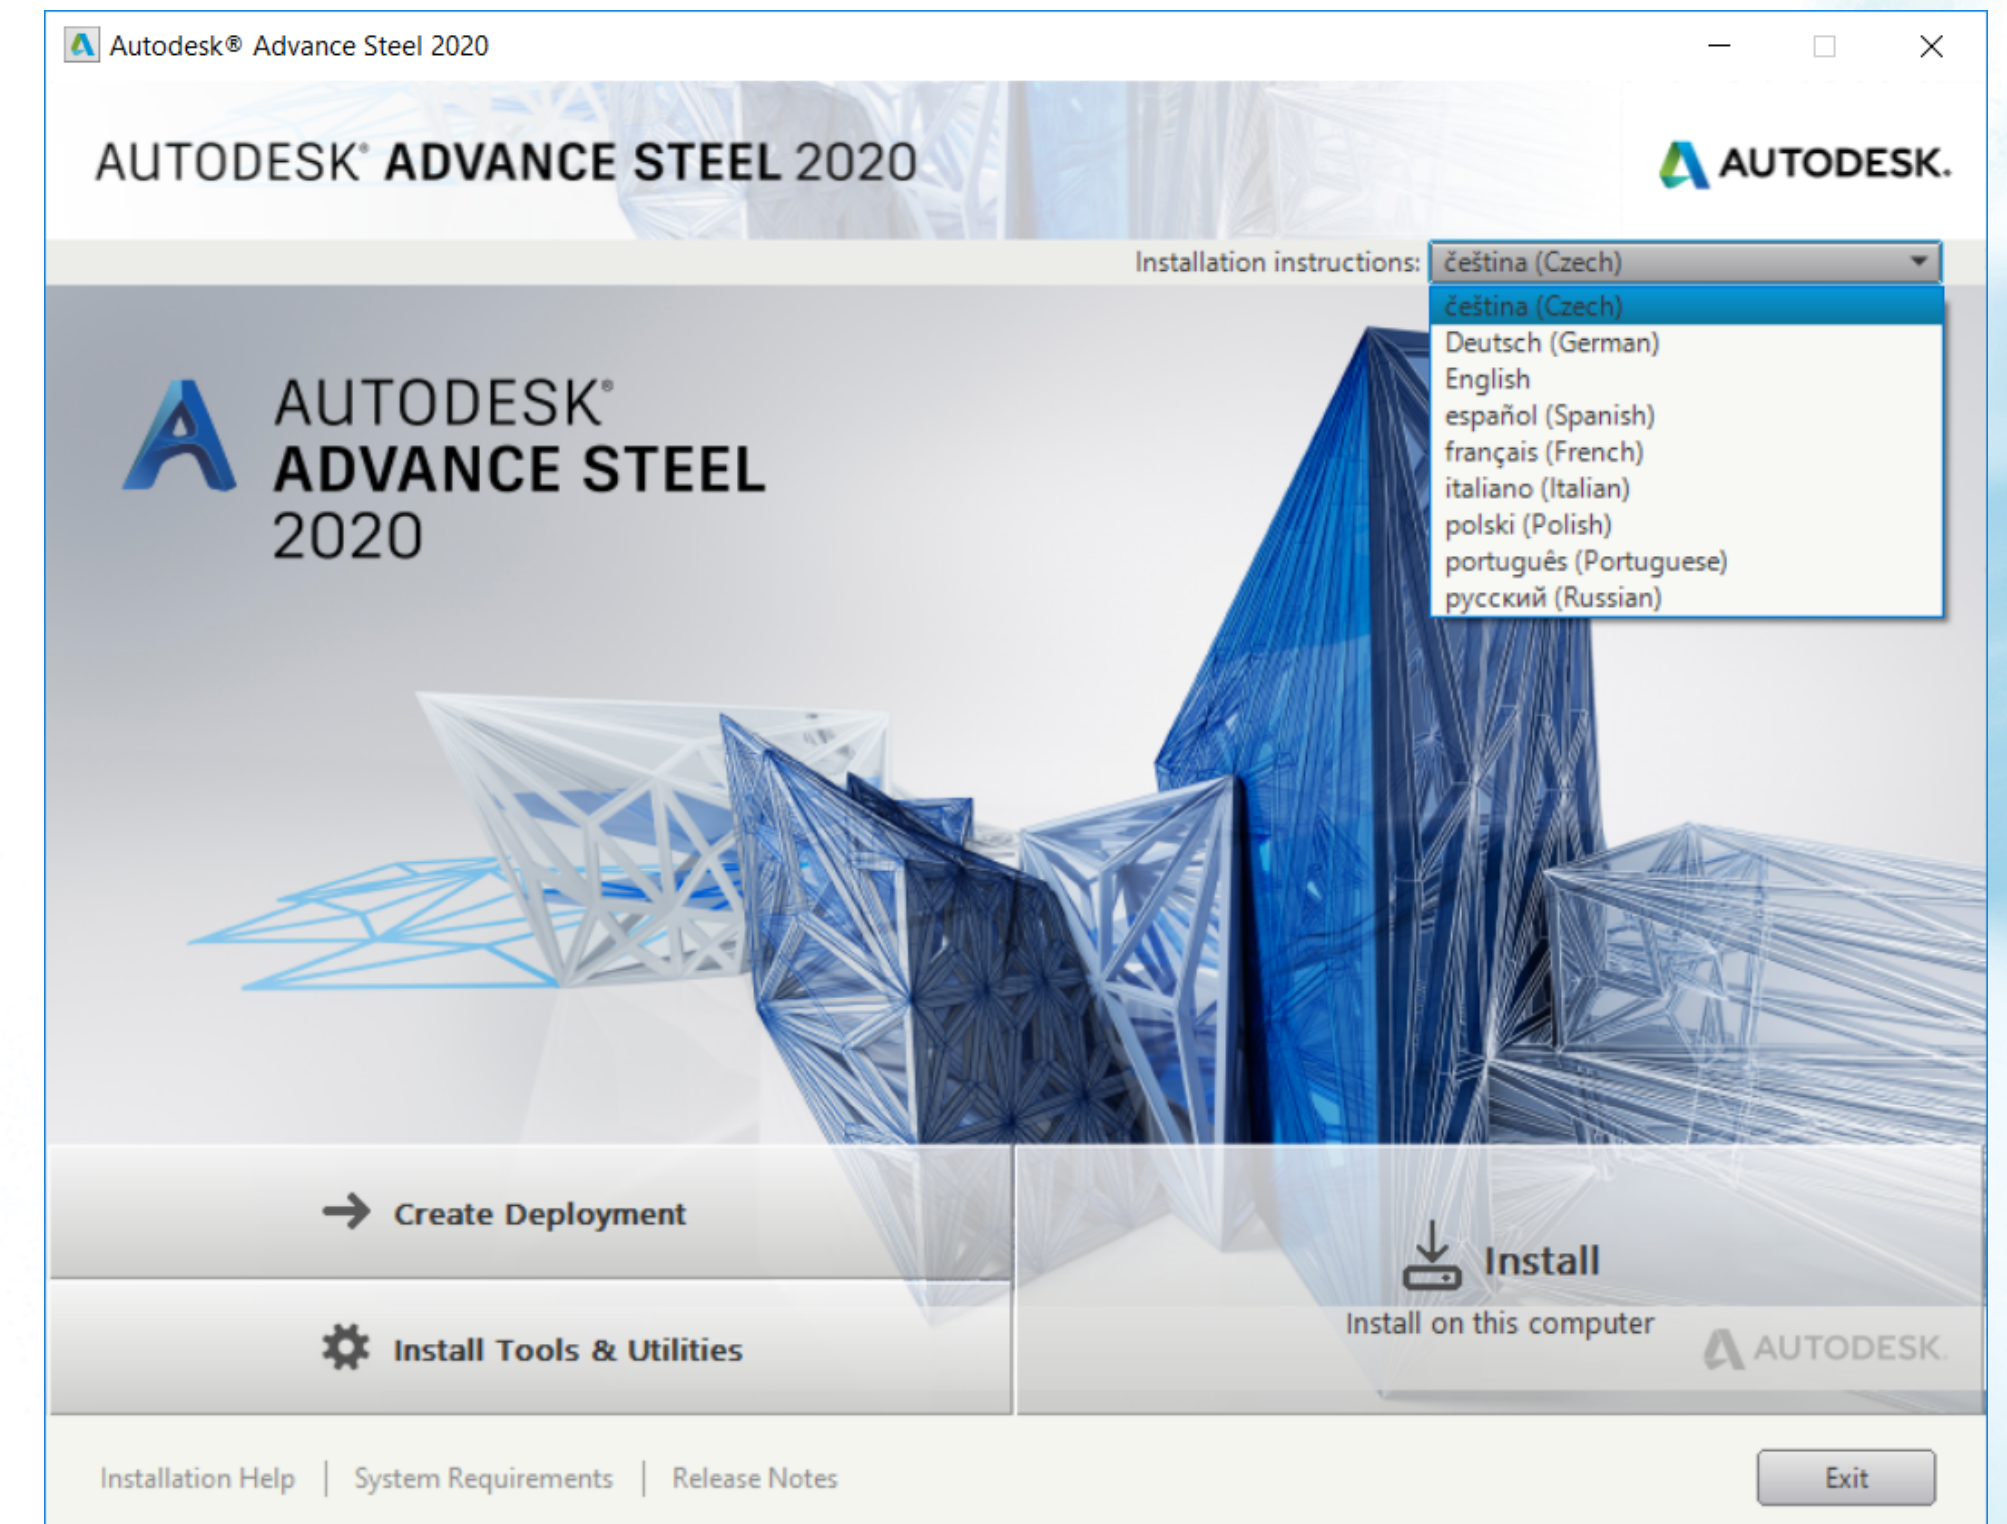 Autodesk® Advance Steel 2020
AUTODESK® ADVANCE STEEL 2020
AUTODESK.
Installation instructions: čeština (Czech)
čeština (Czech)
Deutsch (German)
English
español (Spanish)
français (French)
italiano (Italian)
polski (Polish)
português (Portuguese)
русский (Russian)
AUTODESK®
ADVANCE STEEL
2020
Create Deployment
Install Tools & Utilities
Install
Install on this computer
AUTODESK.
Installation Help | System Requirements | Release Notes
Exit